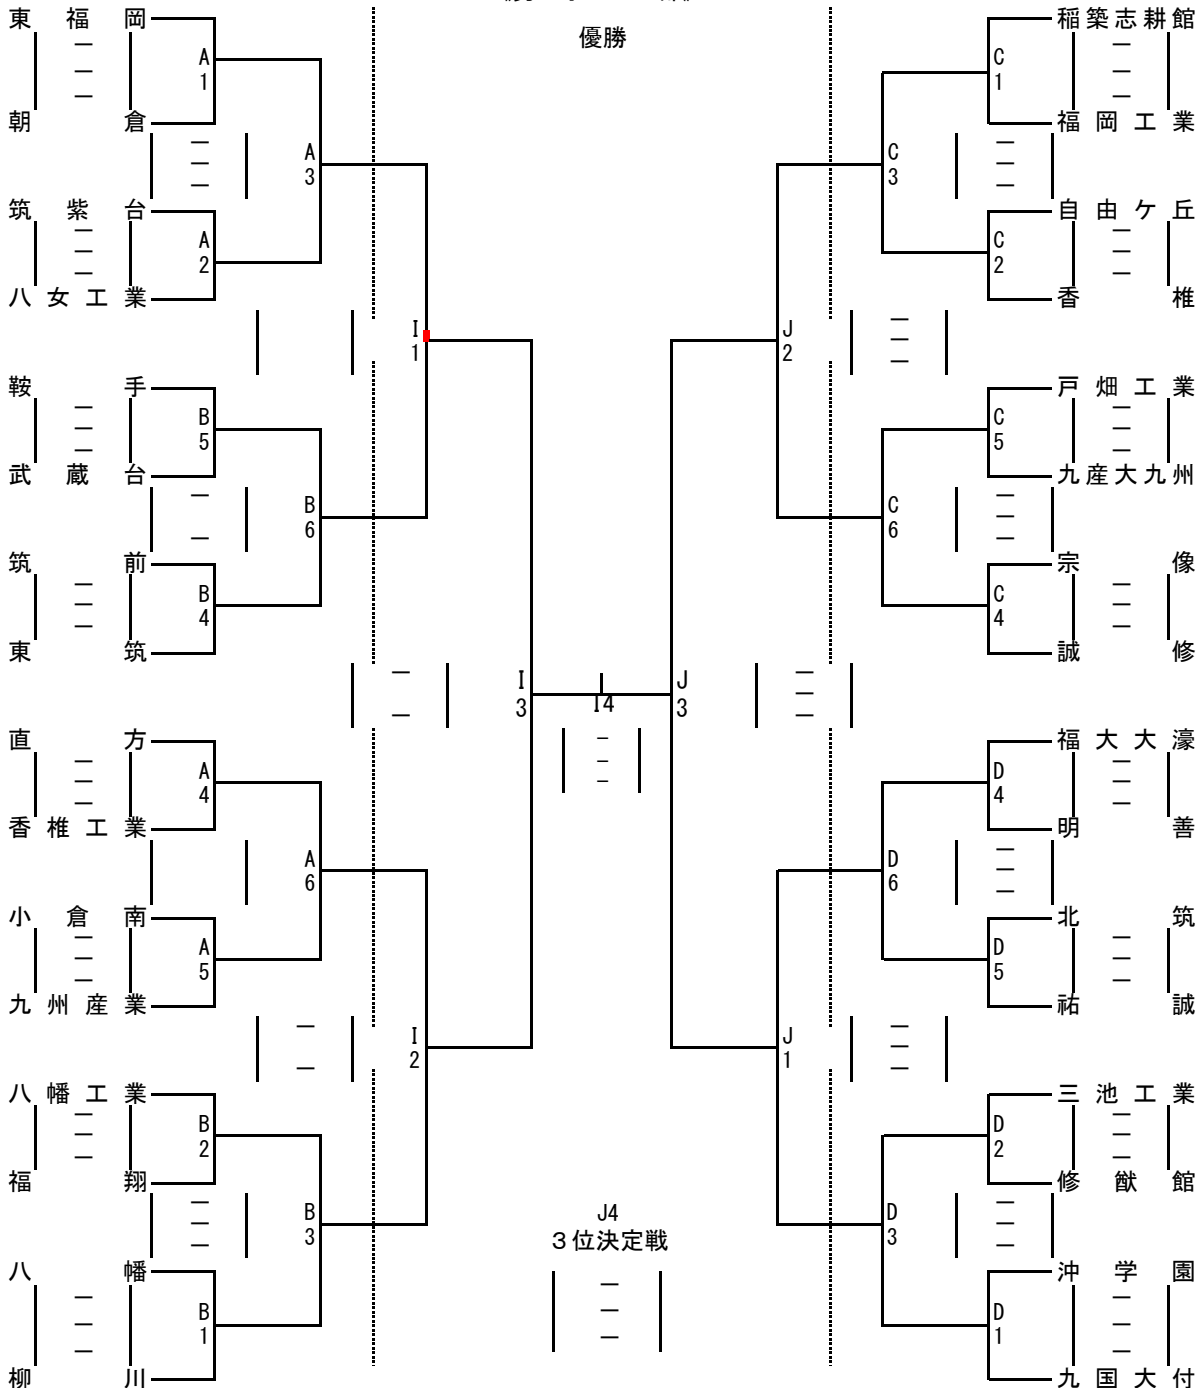 優勝
東福岡
A1
朝倉
A3
筑紫台
A2
八女工業
I1
鞍手
B5
武蔵台
B6
筑前
B4
東筑
I3
直方
A4
香椎工業
A6
小倉南
A5
九州産業
I2
八幡工業
B2
福翔
B3
八幡
B1
柳川
I4
J4
3位決定戦
稲築志耕館
C1
福岡工業
C3
自由ケ丘
C2
香椎
J2
戸畑工業
C5
九産大九州
C6
宗像
C4
誠修
J3
福大大濠
D4
明善
D6
北筑
D5
祐誠
J1
三池工業
D2
修猷館
D3
沖学園
D1
九国大付